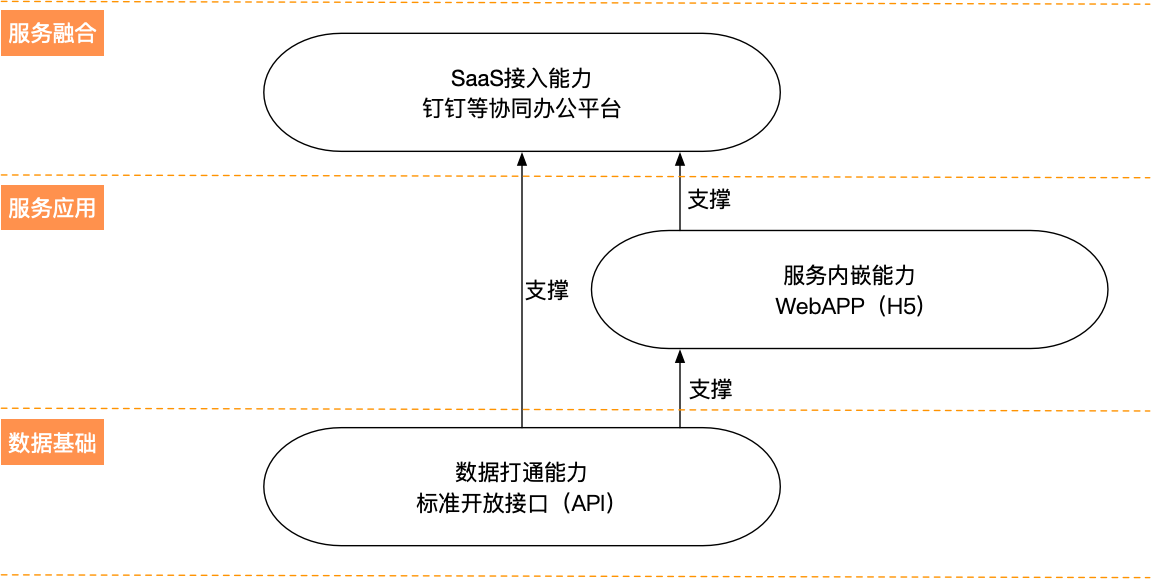 服务融合
SaaS接入能力
钉钉等协同办公平台
服务应用
支撑
服务内嵌能力
WebAPP（H5）
支撑
支撑
数据基础
数据打通能力
标准开放接口（API）